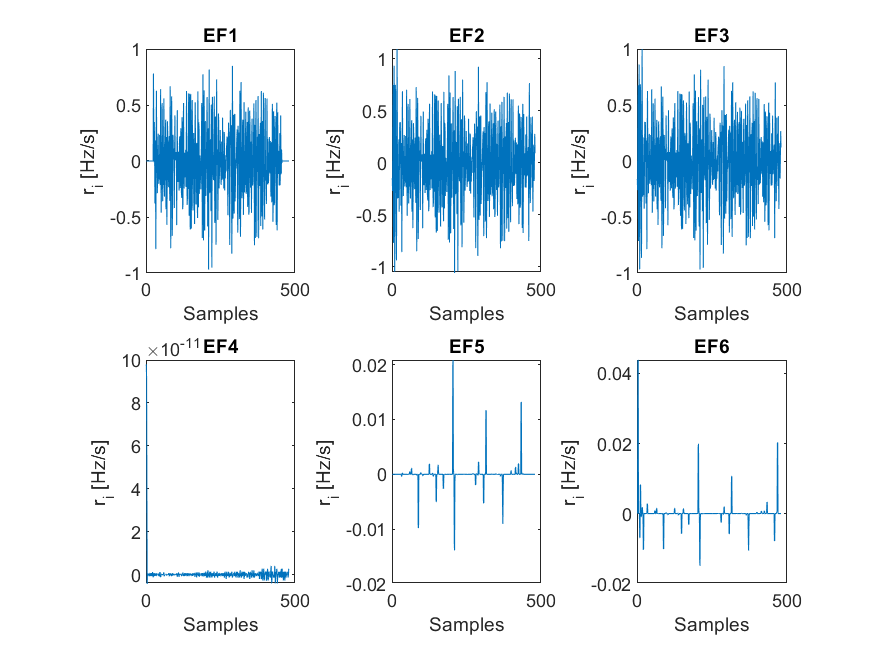 EF1
1
0.5
0
-0.5
-1
r_i [Hz/s]
0 500
Samples
EF2
1
0.5
0
-0.5
-1
r_i [Hz/s]
0 500
Samples
EF3
1
0.5
0
-0.5
-1
r_i [Hz/s]
0 500
Samples
×10^-11 EF4
10
8
6
4
2
0
r_i [Hz/s]
0 500
Samples
EF5
0.02
0.01
0
-0.01
-0.02
r_i [Hz/s]
0 500
Samples
EF6
0.04
0.02
0
-0.02
r_i [Hz/s]
0 500
Samples